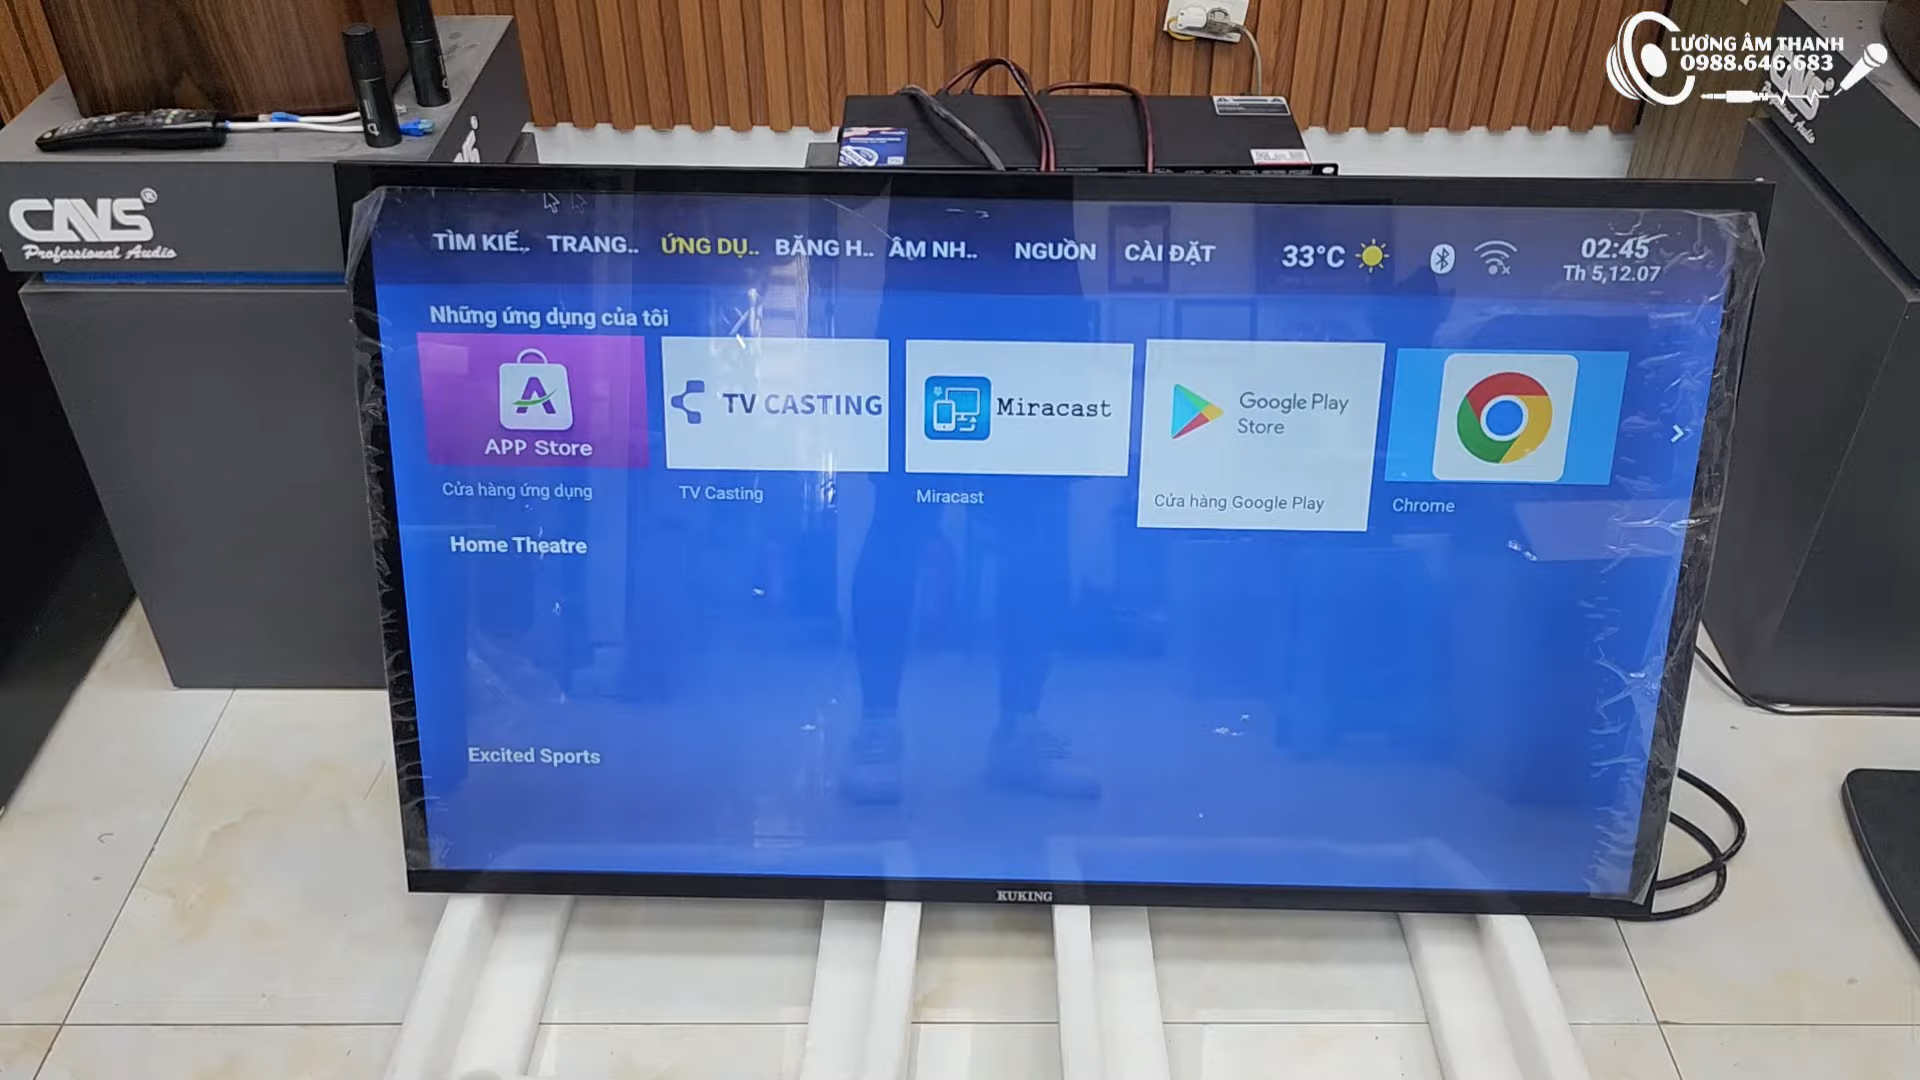 LƯƠNG ÂM THANH
0988.646.683
CAVS®
Professional Audio
TÌM KIẾ.. TRANG.. ỨNG DỤ.. BĂNG H.. ÂM NH.. NGUỒN CÀI ĐẶT 33°C 02:45
Th 5,12.07
Những ứng dụng của tôi
APP Store
TV CASTING
Miracast
Google Play
Store
Cửa hàng ứng dụng
TV Casting
Miracast
Cửa hàng Google Play
Chrome
Home Theatre
Excited Sports
KUKING